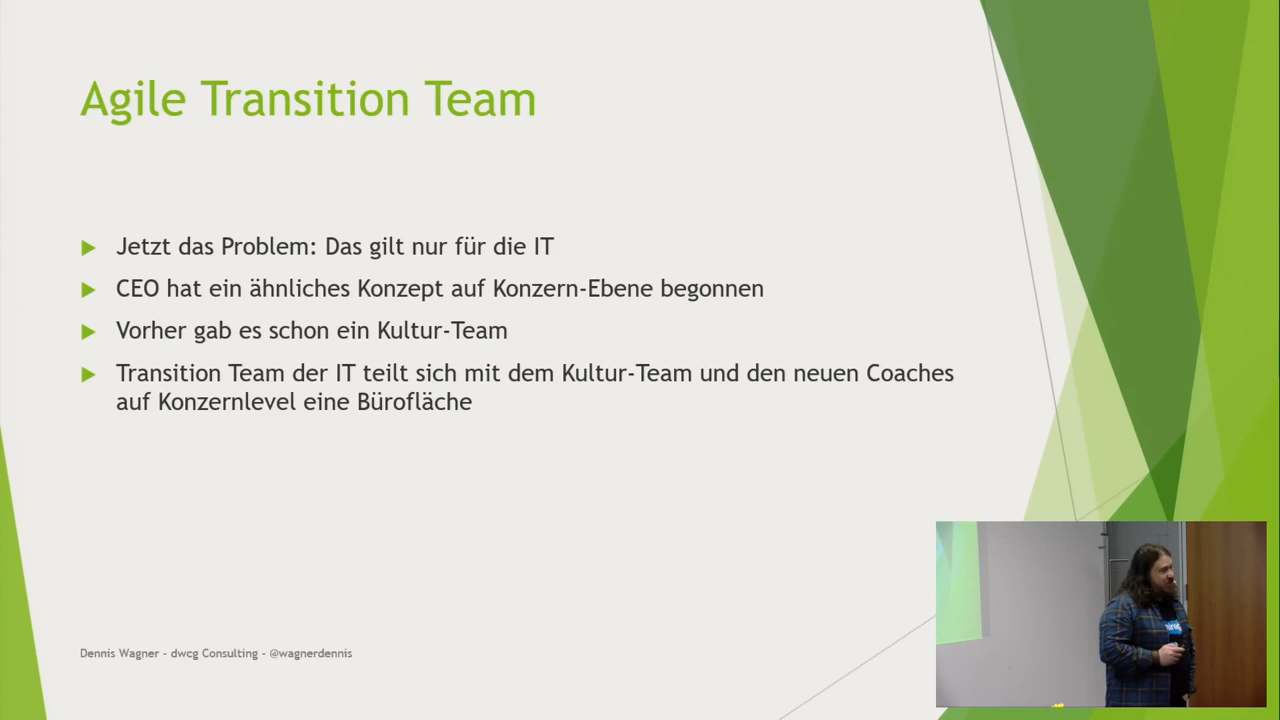 Agile Transition Team
Jetzt das Problem: Das gilt nur für die IT
CEO hat ein ähnliches Konzept auf Konzern-Ebene begonnen
Vorher gab es schon ein Kultur-Team
Transition Team der IT teilt sich mit dem Kultur-Team und den neuen Coaches
auf Konzernlevel eine Bürofläche
Dennis Wagner - dwcg Consulting - @wagnerdennis